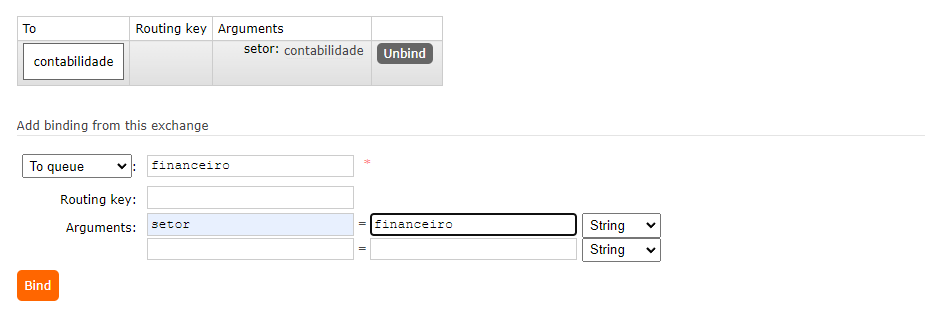 To Routing key Arguments
contabilidade setor: contabilidade Unbind
Add binding from this exchange
To queue : financeiro *
Routing key:
Arguments: setor = financeiro String
= String
Bind